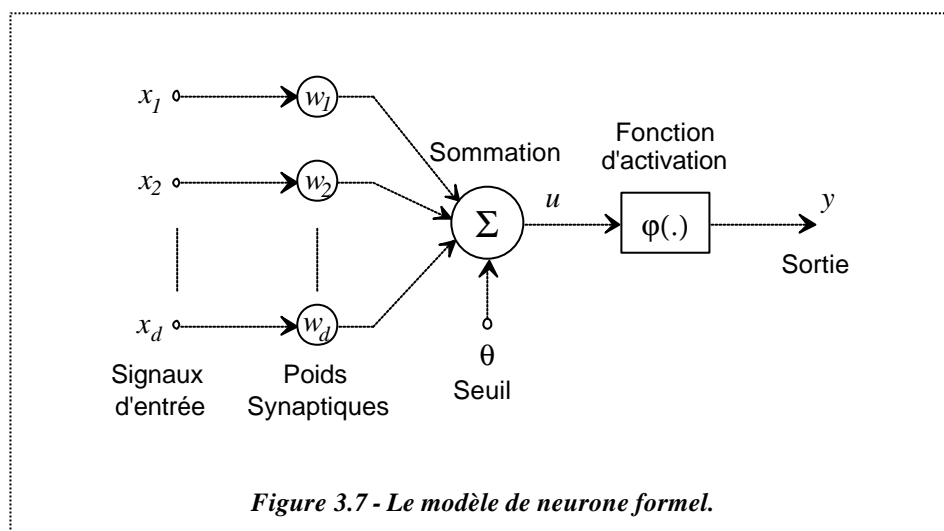 x1
w1
Fonction
d'activation
Sommation
x2
w2
u
y
Σ
φ(.)
Sortie
xd
wd
θ
Seuil
Signaux
d'entrée
Poids
Synaptiques
Figure 3.7 - Le modèle de neurone formel.